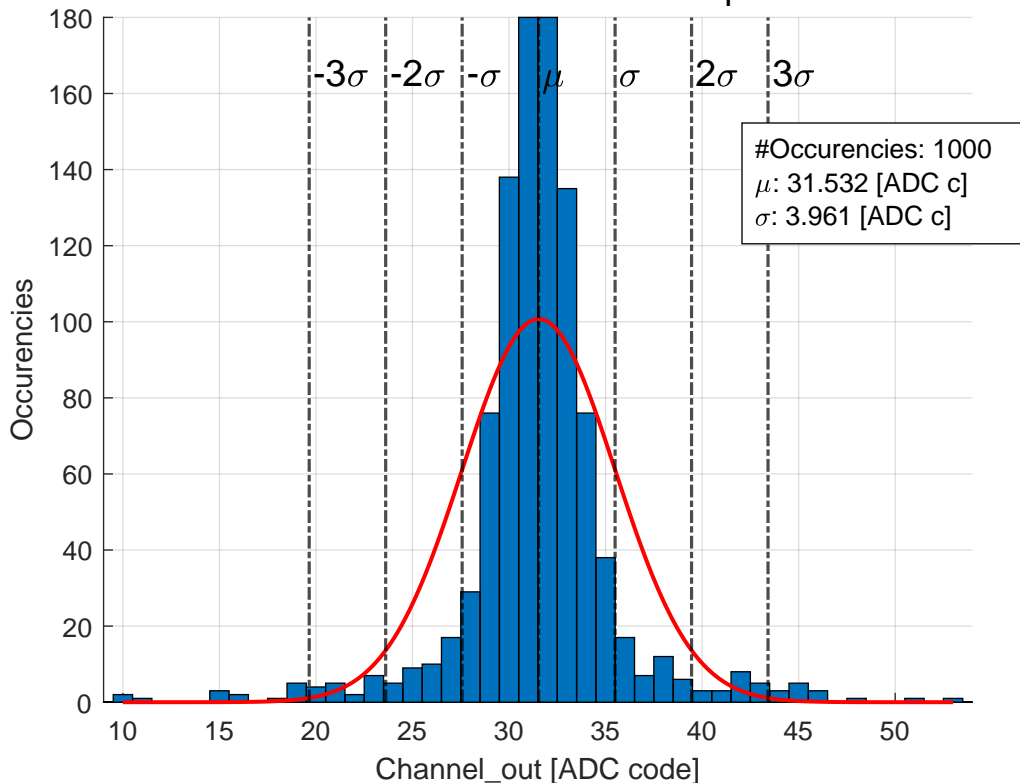 180
160
140
120
100
80
60
40
20
0
-3σ
-2σ
-σ
μ
σ
2σ
3σ
#Occurencies: 1000
μ: 31.532 [ADC c]
σ: 3.961 [ADC c]
Occurencies
10
15
20
25
30
35
40
45
50
Channel_out [ADC code]